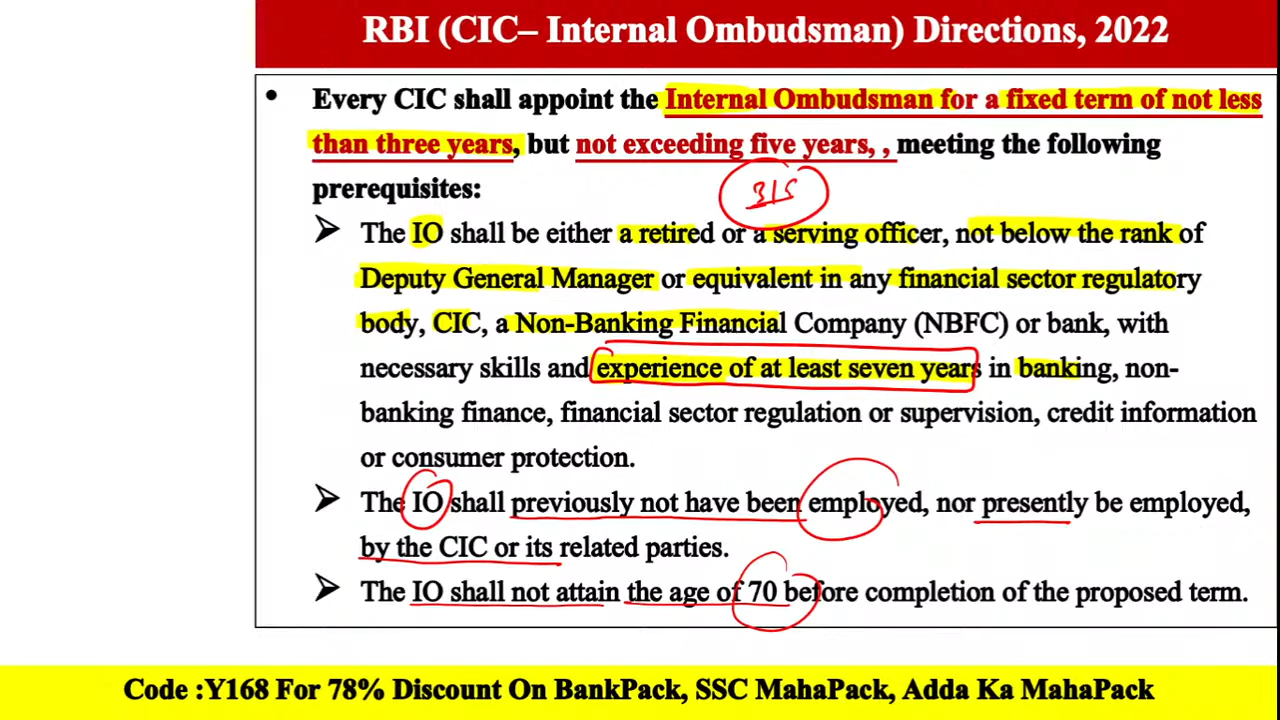 RBI (CIC– Internal Ombudsman) Directions, 2022
• Every CIC shall appoint the Internal Ombudsman for a fixed term of not less
than three years, but not exceeding five years, , meeting the following
prerequisites:
3/5
➢ The IO shall be either a retired or a serving officer, not below the rank of
Deputy General Manager or equivalent in any financial sector regulatory
body, CIC, a Non-Banking Financial Company (NBFC) or bank, with
necessary skills and experience of at least seven years in banking, non-
banking finance, financial sector regulation or supervision, credit information
or consumer protection.
➢ The IO shall previously not have been employed, nor presently be employed,
by the CIC or its related parties.
➢ The IO shall not attain the age of 70 before completion of the proposed term.
Code :Y168 For 78% Discount On BankPack, SSC MahaPack, Adda Ka MahaPack